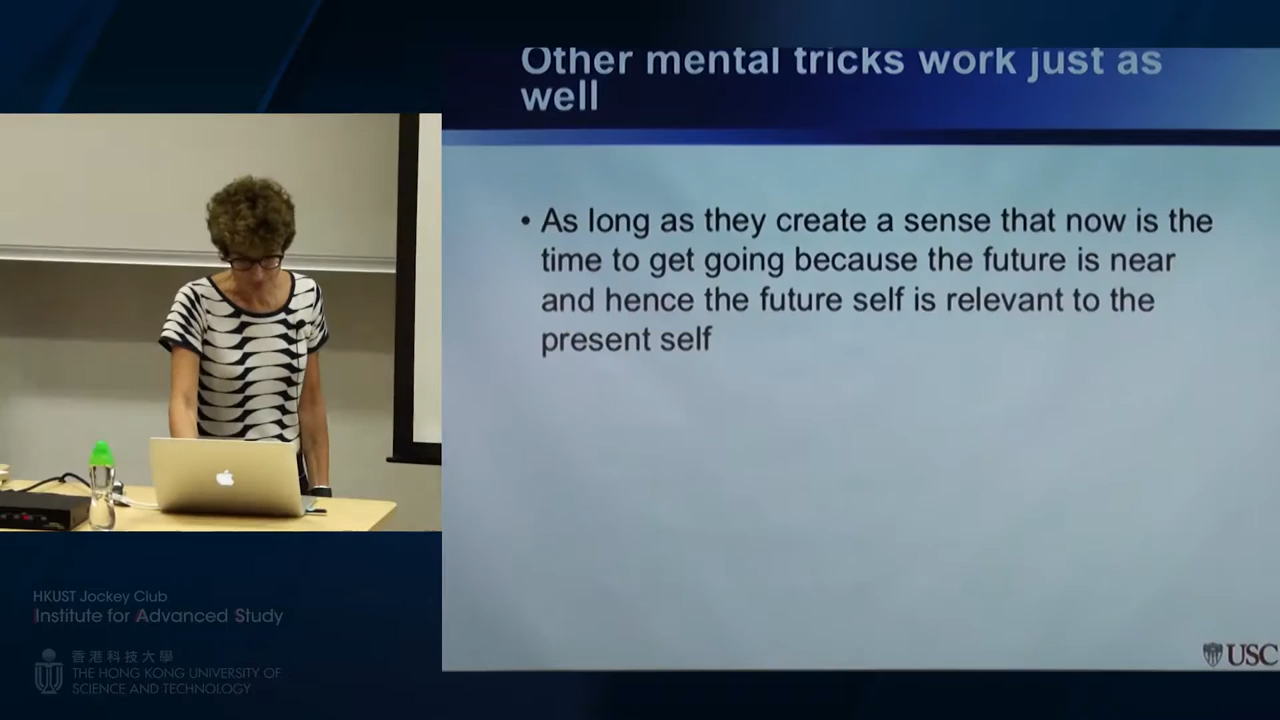 Other mental tricks work just as
well
• As long as they create a sense that now is the
time to get going because the future is near
and hence the future self is relevant to the
present self
USC
HKUST Jockey Club
Institute for Advanced Study
香港科技大學
THE HONG KONG UNIVERSITY OF
SCIENCE AND TECHNOLOGY